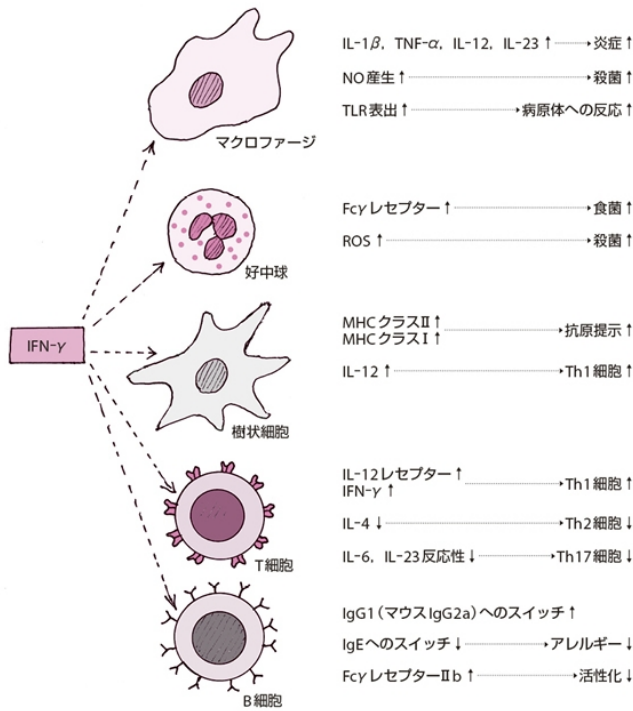 IL-1β, TNF-α, IL-12, IL-23↑ 炎症↑
NO産生↑ 殺菌↑
TLR表出↑ 病原体への反応↑
マクロファージ
Fcγレセプター↑ 食菌↑
ROS↑ 殺菌↑
好中球
IFN-γ
MHCクラスⅡ↑
MHCクラスⅠ↑ 抗原提示↑
IL-12↑ Th1細胞↑
樹状細胞
IL-12レセプター↑
IFN-γ↑ Th1細胞↑
IL-4↓ Th2細胞↓
IL-6, IL-23反応性↓ Th17細胞↓
T細胞
IgG1(マウスIgG2a)へのスイッチ↑
IgEへのスイッチ↓ アレルギー↓
FcγレセプターⅡb↑ 活性化↓
B細胞